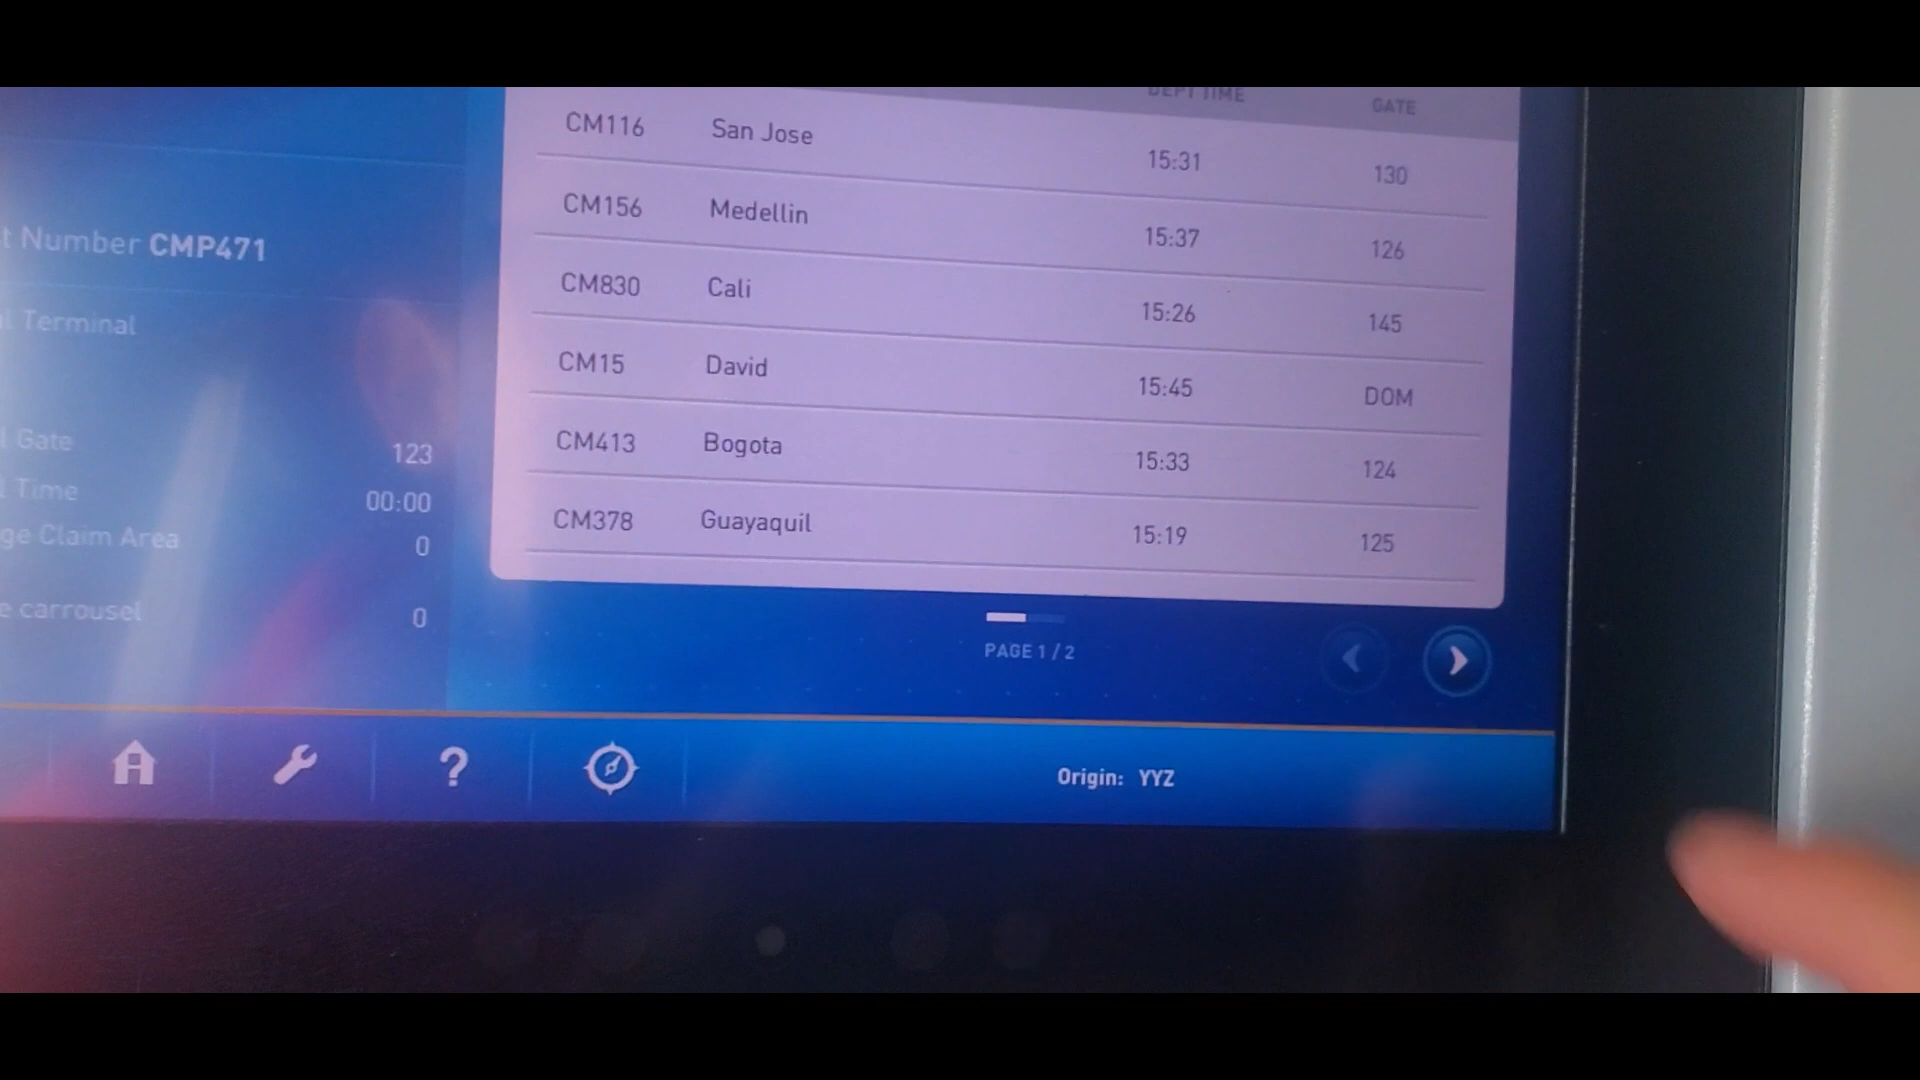 DEPT TIME GATE
CM116 San Jose 15:31 130
CM156 Medellin 15:37 126
CM830 Cali 15:26 145
CM15 David 15:45 DOM
CM413 Bogota 15:33 124
CM378 Guayaquil 15:19 125
t Number CMP471
l Terminal
l Gate 123
l Time 00:00
ge Claim Area 0
e carrousel 0
PAGE 1 / 2
Origin: YYZ